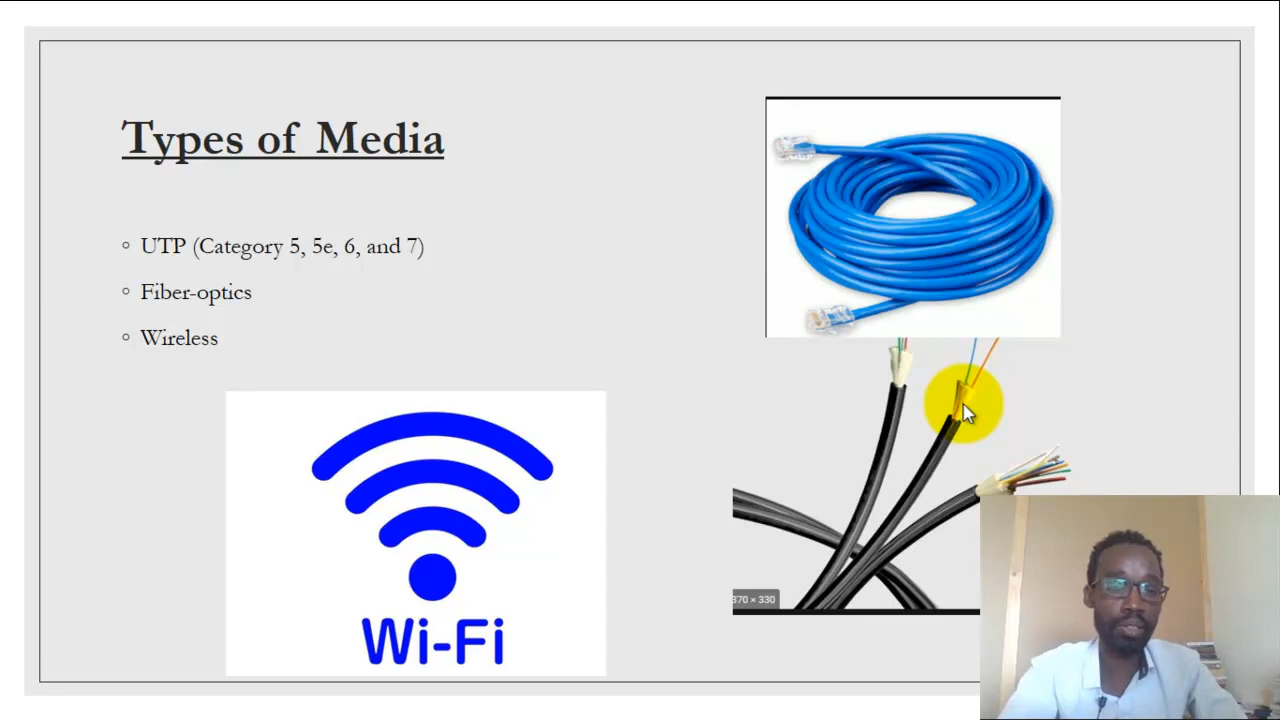 Types of Media
UTP (Category 5, 5e, 6, and 7)
Fiber-optics
Wireless
Wi-Fi
370 × 330